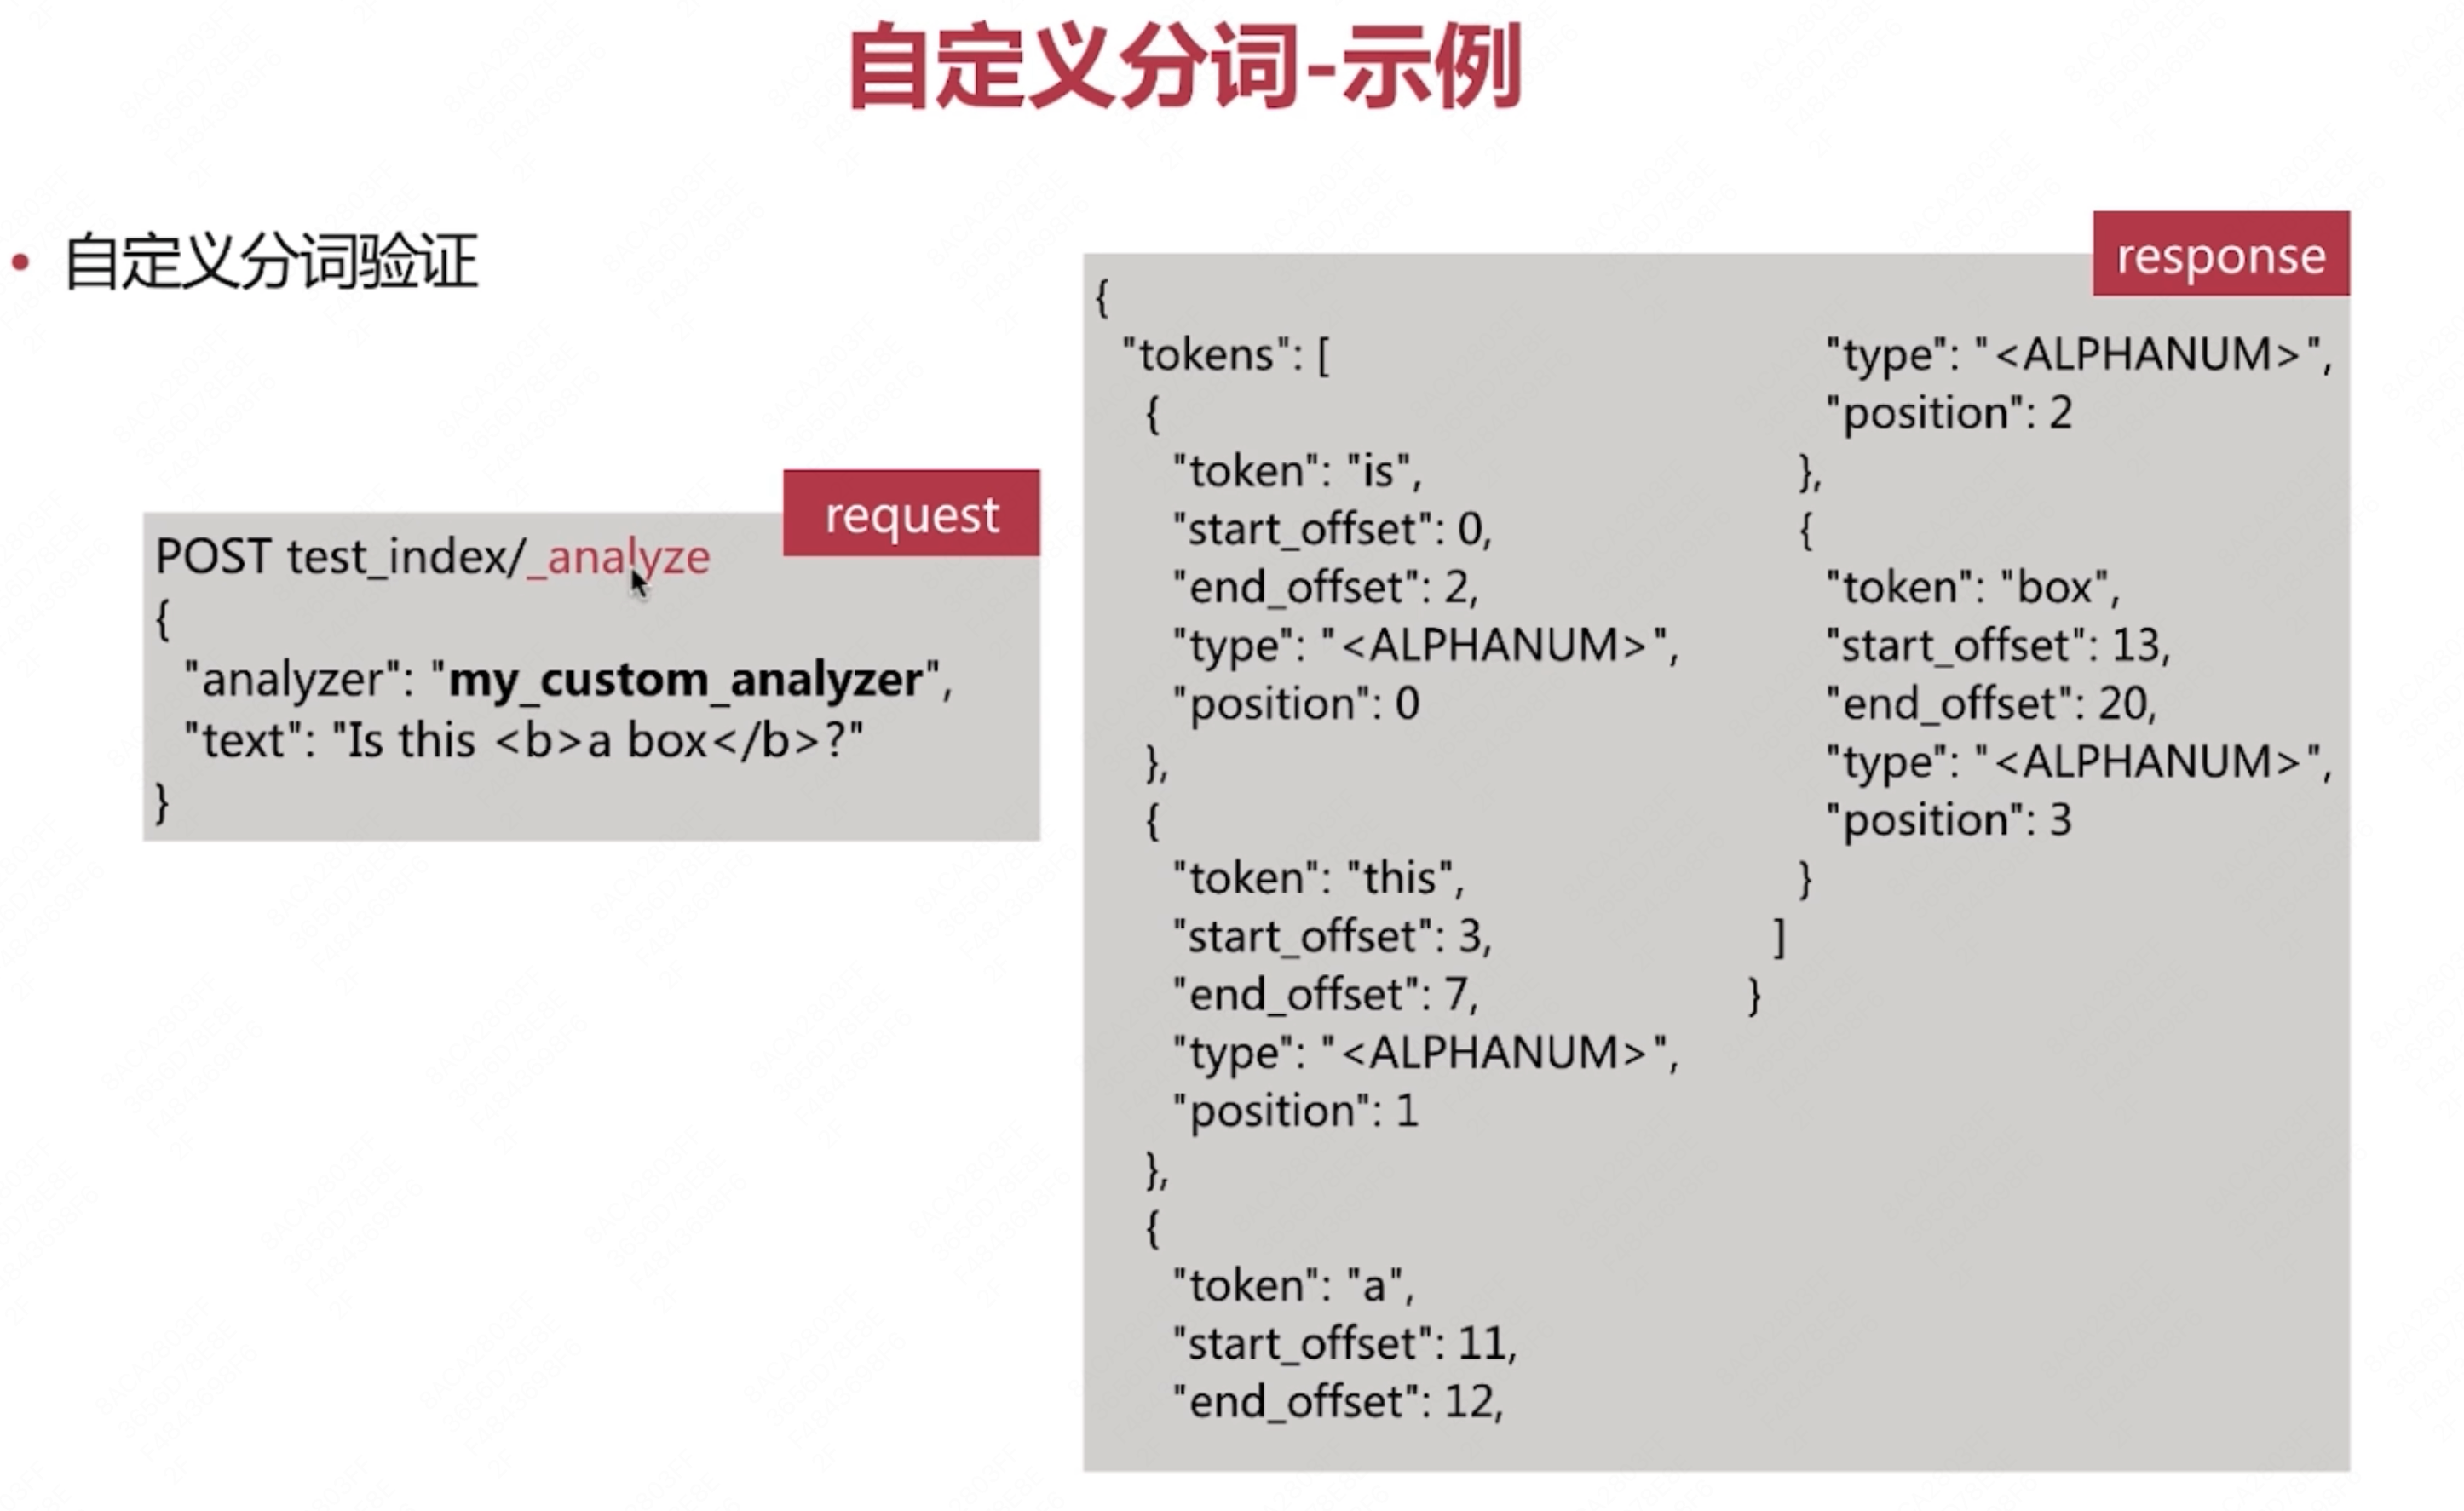 自定义分词-示例
• 自定义分词验证
request
POST test_index/_analyze
{
"analyzer": "my_custom_analyzer",
"text": "Is this <b>a box</b>?"
}
response
{
"tokens": [
{
"token": "is",
"start_offset": 0,
"end_offset": 2,
"type": "<ALPHANUM>",
"position": 0
},
{
"token": "this",
"start_offset": 3,
"end_offset": 7,
"type": "<ALPHANUM>",
"position": 1
},
{
"token": "a",
"start_offset": 11,
"end_offset": 12,
"type": "<ALPHANUM>",
"position": 2
},
{
"token": "box",
"start_offset": 13,
"end_offset": 20,
"type": "<ALPHANUM>",
"position": 3
}
]
}